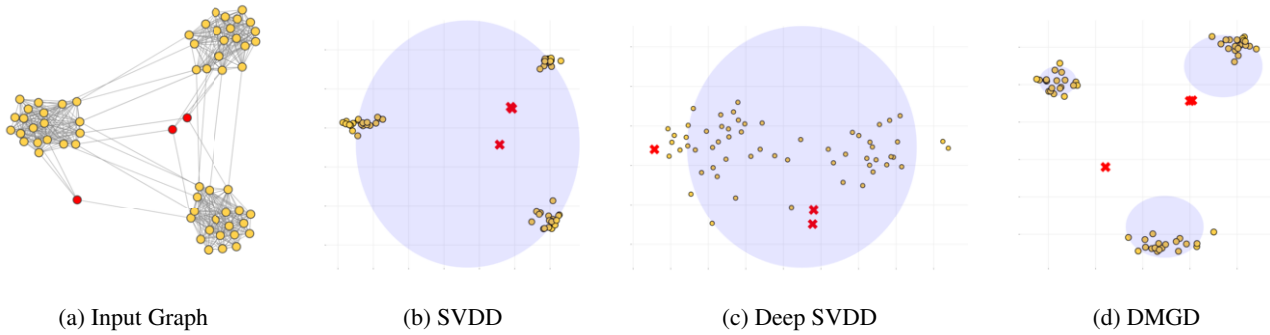 (a) Input Graph
(b) SVDD
(c) Deep SVDD
(d) DMGD